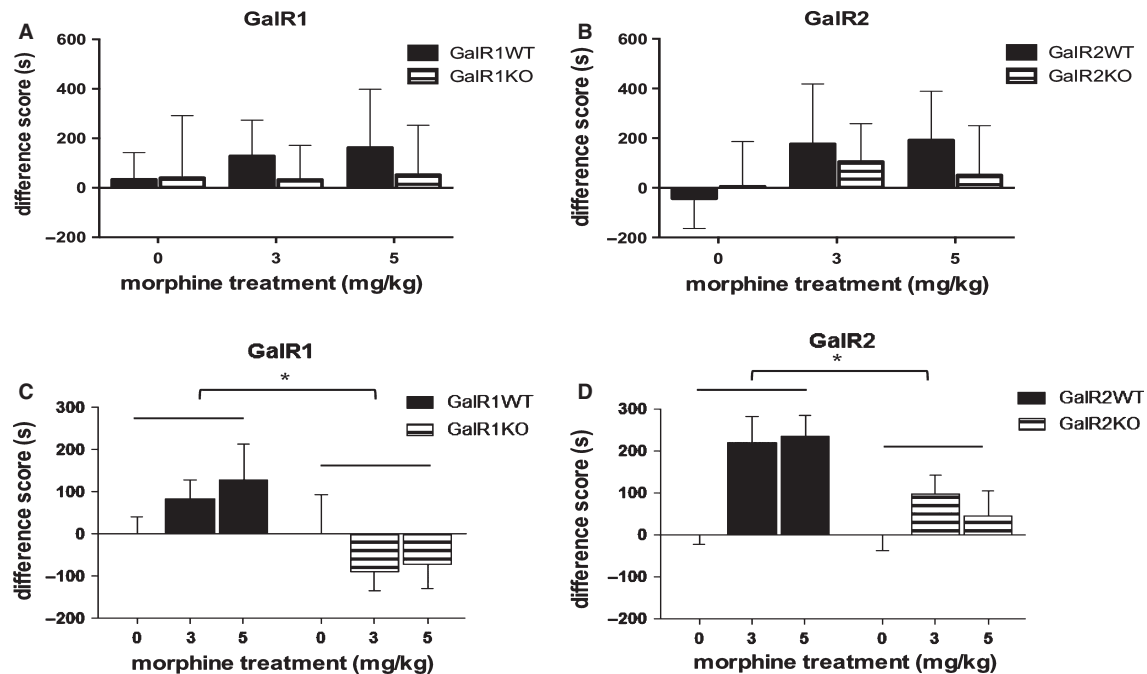 GalR1
A
600
400
200
0
−200
difference score (s)
GalR1WT
GalR1KO
0 3 5
morphine treatment (mg/kg)
GalR2
B
600
400
200
0
−200
difference score (s)
GalR2WT
GalR2KO
0 3 5
morphine treatment (mg/kg)
GalR1
C
*
300
200
100
0
−100
−200
difference score (s)
GalR1WT
GalR1KO
0 3 5 0 3 5
morphine treatment (mg/kg)
GalR2
D
*
300
200
100
0
−100
−200
difference score (s)
GalR2WT
GalR2KO
0 3 5 0 3 5
morphine treatment (mg/kg)